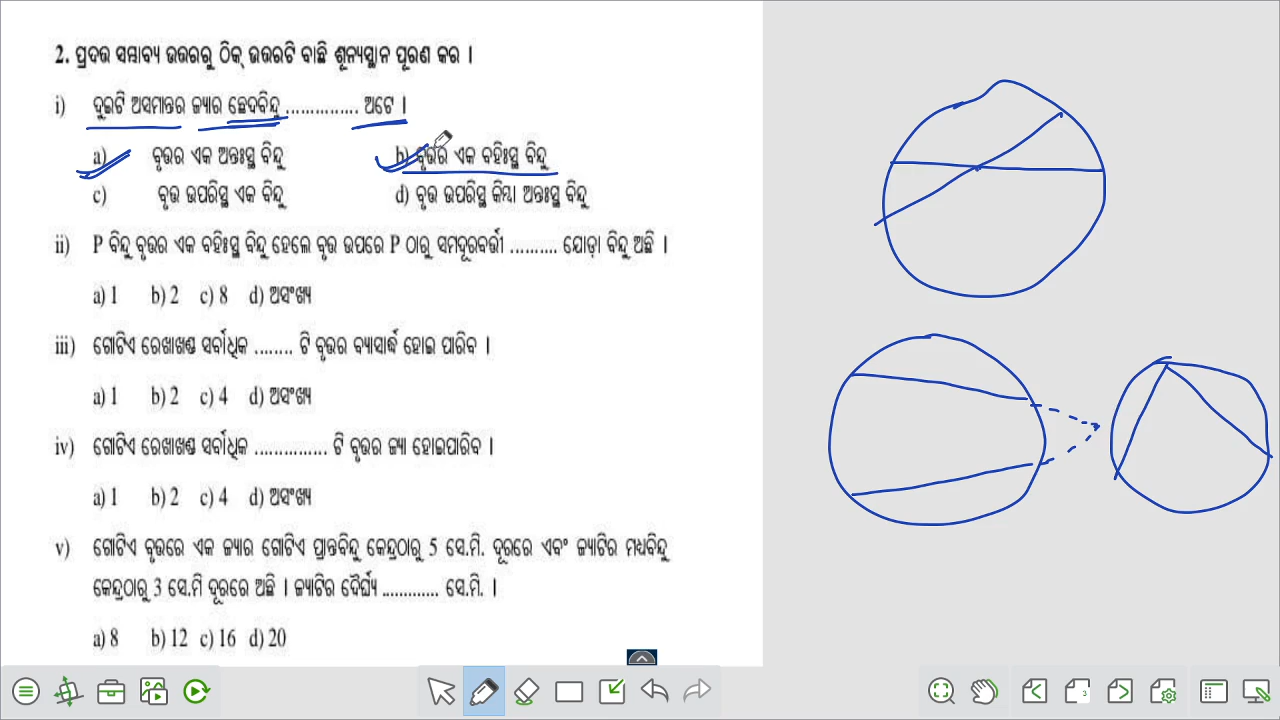 2. ପ୍ରଦତ୍ତ ସମ୍ଭାବ୍ୟ ଉତ୍ତରରୁ ଠିକ୍ ଉତ୍ତରଟି ବାଛି ଶୂନ୍ୟସ୍ଥାନ ପୂରଣ କର ।
i) ଦୁଇଟି ଅସମାନ୍ତର ଜ୍ୟାର ଛେଦବିନ୍ଦୁ ............... ଅଟେ ।
a) ବୃତ୍ତର ଏକ ଅନ୍ତଃସ୍ଥ ବିନ୍ଦୁ b) ବୃତ୍ତର ଏକ ବହିଃସ୍ଥ ବିନ୍ଦୁ
c) ବୃତ୍ତ ଉପରିସ୍ଥ ଏକ ବିନ୍ଦୁ d) ବୃତ୍ତ ଉପରିସ୍ଥ କିମ୍ବା ଅନ୍ତଃସ୍ଥ ବିନ୍ଦୁ
ii) P ବିନ୍ଦୁ ବୃତ୍ତର ଏକ ବହିଃସ୍ଥ ବିନ୍ଦୁ ହେଲେ ବୃତ୍ତ ଉପରେ P ଠାରୁ ସମଦୂରବର୍ତ୍ତୀ .......... ଯୋଡ଼ା ବିନ୍ଦୁ ଅଛି ।
a) 1 b) 2 c) 8 d) ଅସଂଖ୍ୟ
iii) ଗୋଟିଏ ରେଖାଖଣ୍ଡ ସର୍ବାଧିକ ........ ଟି ବୃତ୍ତର ବ୍ୟାସାର୍ଦ୍ଧ ହୋଇ ପାରିବ ।
a) 1 b) 2 c) 4 d) ଅସଂଖ୍ୟ
iv) ଗୋଟିଏ ରେଖାଖଣ୍ଡ ସର୍ବାଧିକ ............... ଟି ବୃତ୍ତର ଜ୍ୟା ହୋଇପାରିବ ।
a) 1 b) 2 c) 4 d) ଅସଂଖ୍ୟ
v) ଗୋଟିଏ ବୃତ୍ତରେ ଏକ ଜ୍ୟାର ଗୋଟିଏ ପ୍ରାନ୍ତବିନ୍ଦୁ କେନ୍ଦ୍ରଠାରୁ 5 ସେ.ମି. ଦୂରରେ ଏବଂ ଜ୍ୟାଟିର ମଧ୍ୟବିନ୍ଦୁ
କେନ୍ଦ୍ରଠାରୁ 3 ସେ.ମି ଦୂରରେ ଅଛି । ଜ୍ୟାଟିର ଦୈର୍ଘ୍ୟ ............. ସେ.ମି. ।
a) 8 b) 12 c) 16 d) 20
3